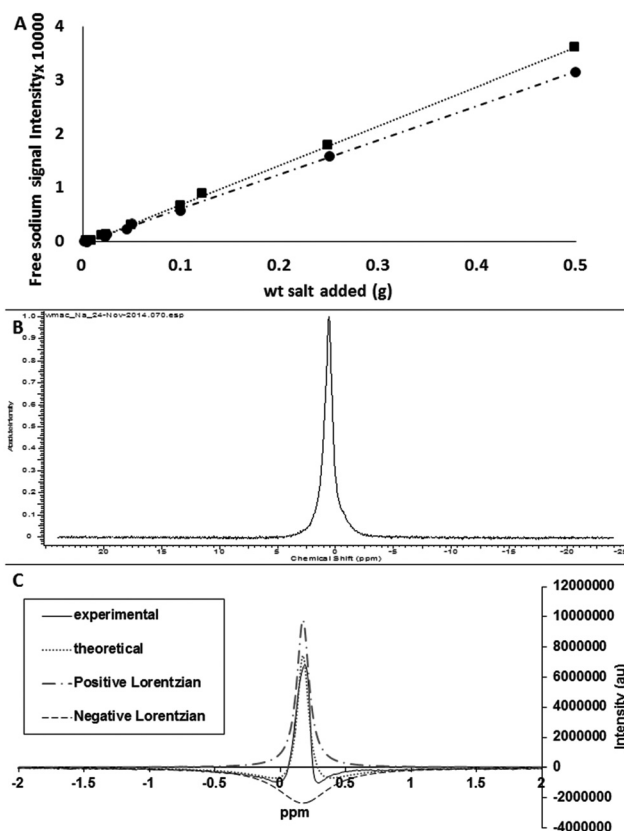 A
Free sodium signal Intensityx 10000
4
3
2
1
0
0 0.1 0.2 0.3 0.4 0.5
wt salt added (g)
B
wmsc_Na_24-Nov-2014.070.esp
Absolute Intensity
1.0
0.9
0.8
0.7
0.6
0.5
0.4
0.3
0.2
0.1
0
20 15 10 5 0 -5 -10 -15 -20 -25
Chemical Shift (ppm)
C
experimental
theoretical
Positive Lorentzian
Negative Lorentzian
12000000
10000000
8000000
6000000
4000000
2000000
0
-2000000
-4000000
Intensity (au)
-2 -1.5 -1 -0.5 0 0.5 1 1.5 2
ppm